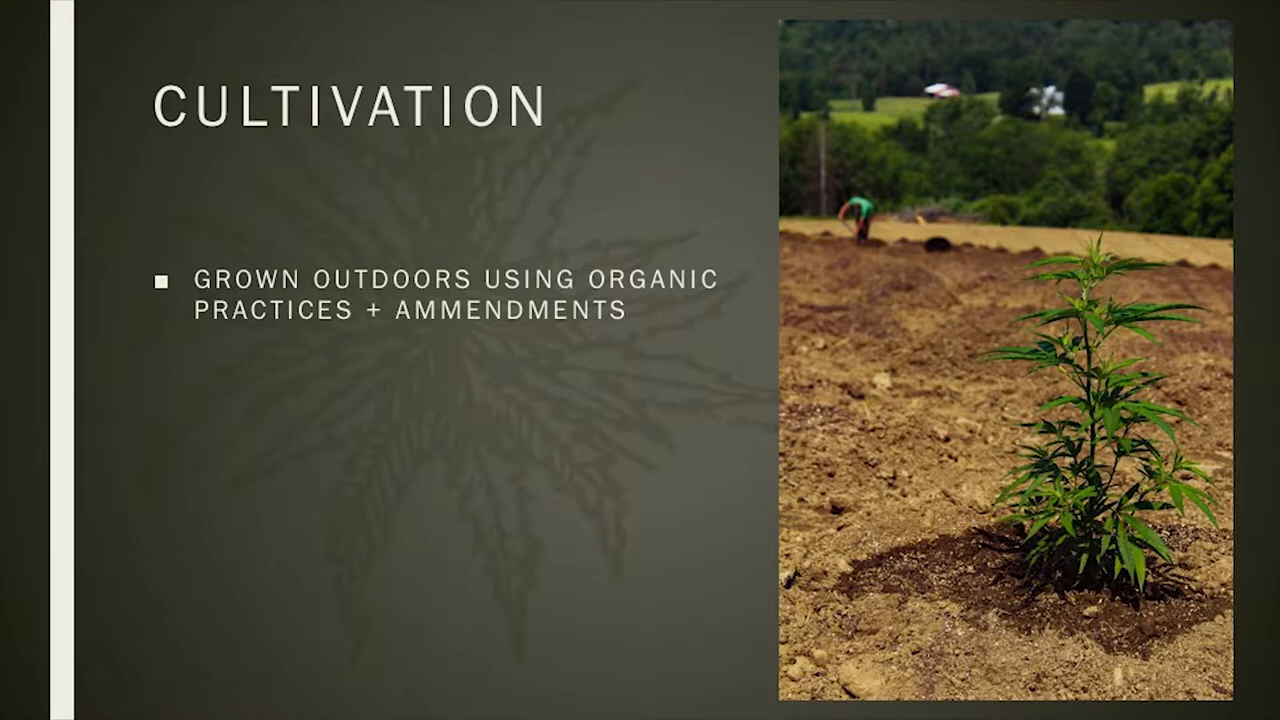 CULTIVATION
GROWN OUTDOORS USING ORGANIC
PRACTICES + AMMENDMENTS